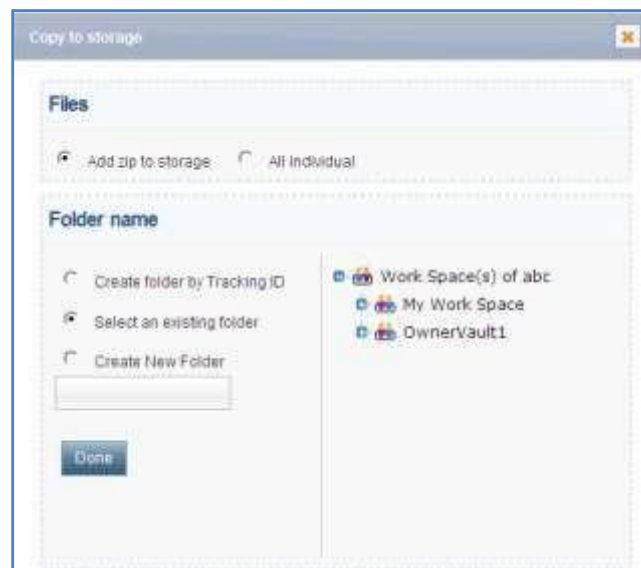 Copy to storage
Files
Add zip to storage All individual
Folder name
Create folder by Tracking ID
Select an existing folder
Create New Folder
Done
Work Space(s) of abc
My Work Space
OwnerVault1